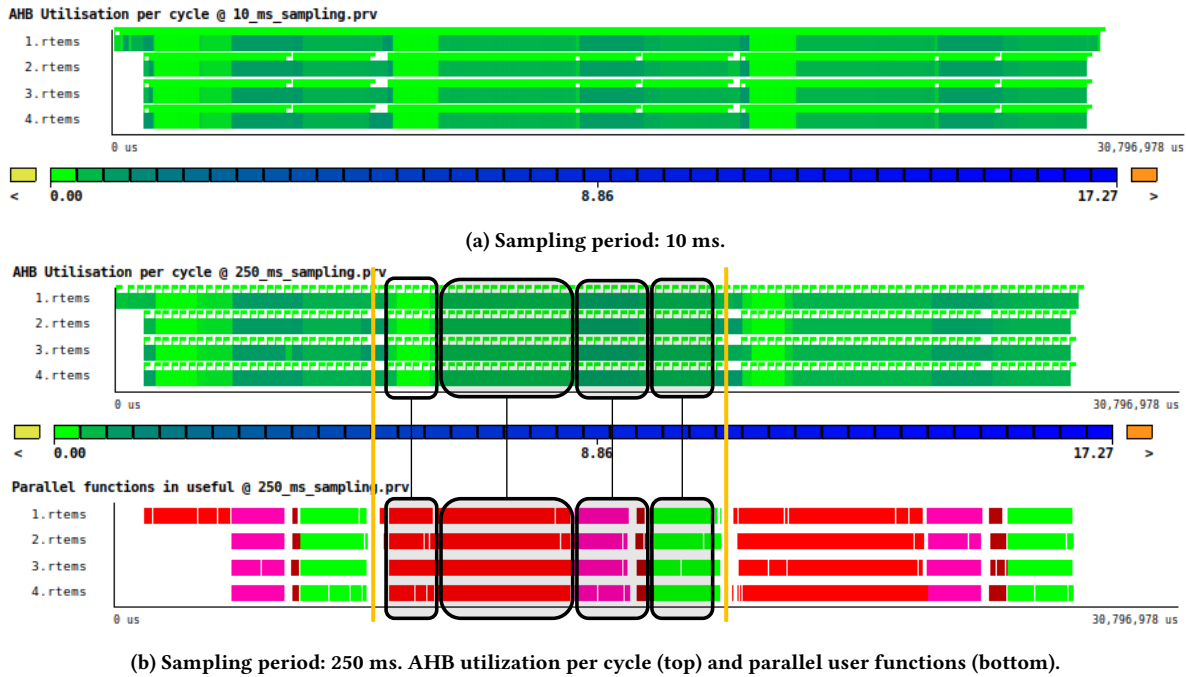 AHB Utilisation per cycle @ 10_ms_sampling.prv
1.rtems
2.rtems
3.rtems
4.rtems
0 us
30,796,978 us
< 0.00 8.86 17.27 >
(a) Sampling period: 10 ms.
AHB Utilisation per cycle @ 250_ms_sampling.prv
1.rtems
2.rtems
3.rtems
4.rtems
0 us
30,796,978 us
< 0.00 8.86 17.27 >
Parallel functions in useful @ 250_ms_sampling.prv
1.rtems
2.rtems
3.rtems
4.rtems
0 us
30,796,978 us
(b) Sampling period: 250 ms. AHB utilization per cycle (top) and parallel user functions (bottom).